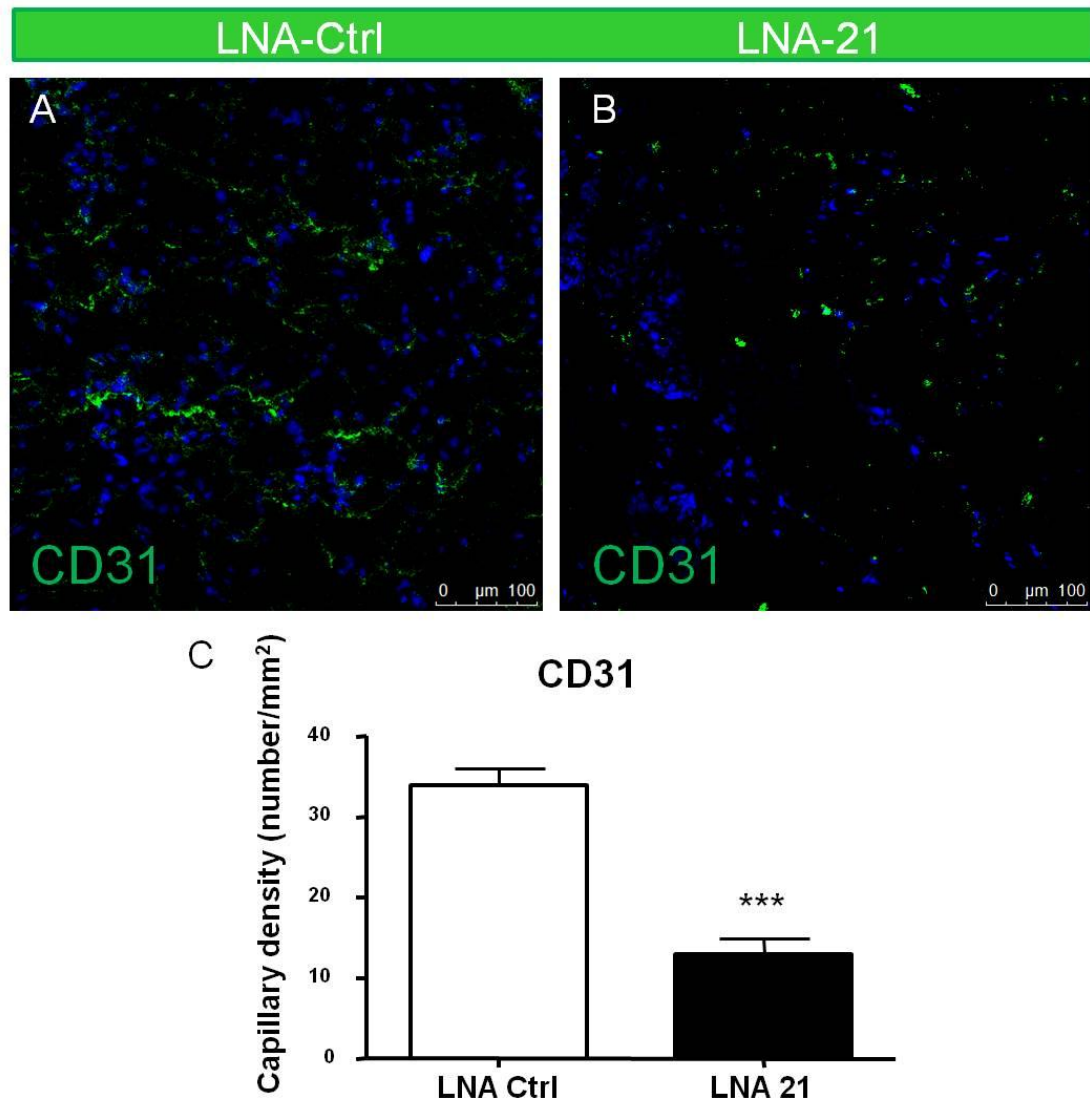 LNA-Ctrl LNA-21
A B
CD31 CD31
0 µm 100 0 µm 100
C
CD31
Capillary density (number/mm²)
40
30
20
***
10
0
LNA Ctrl LNA 21